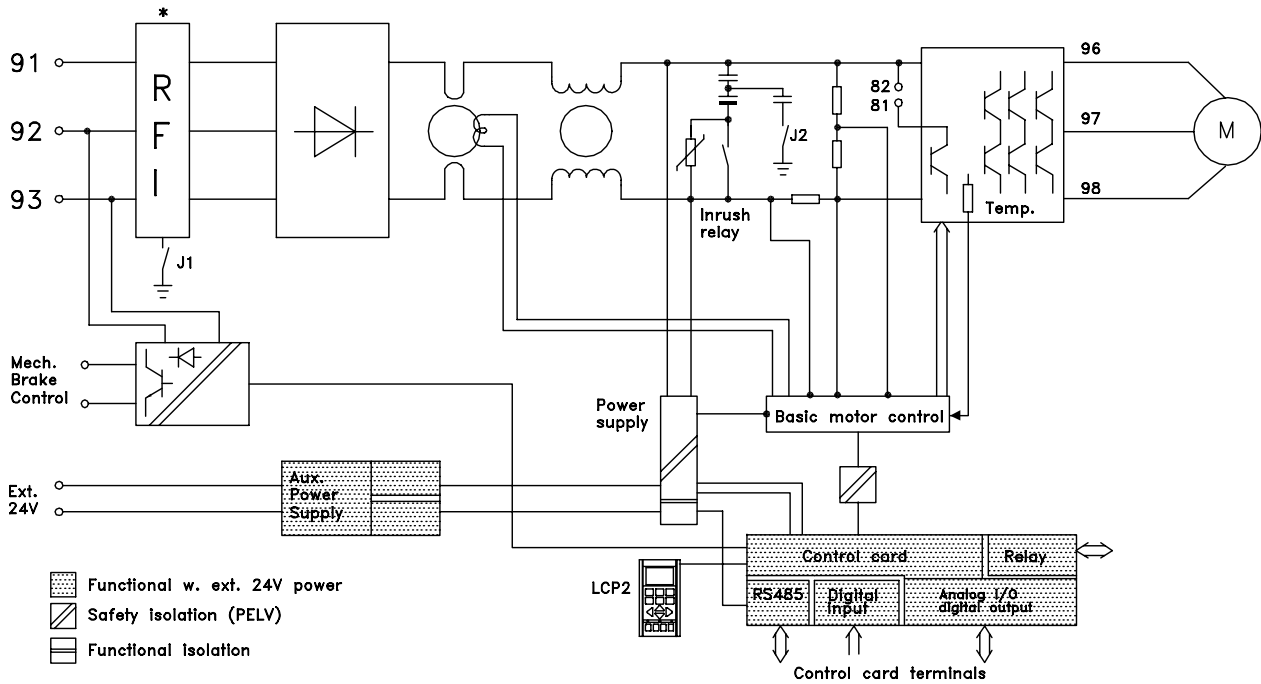 *
91
92
93
R
F
I
J1
J2
82
81
96
97
98
M
Temp.
Inrush
relay
Mech.
Brake
Control
Power
supply
Basic motor control
Ext.
24V
Aux.
Power
Supply
Control card
Relay
LCP2
RS485
Digital
input
Analog I/O
digital output
Control card terminals
Functional w. ext. 24V power
Safety isolation (PELV)
Functional isolation